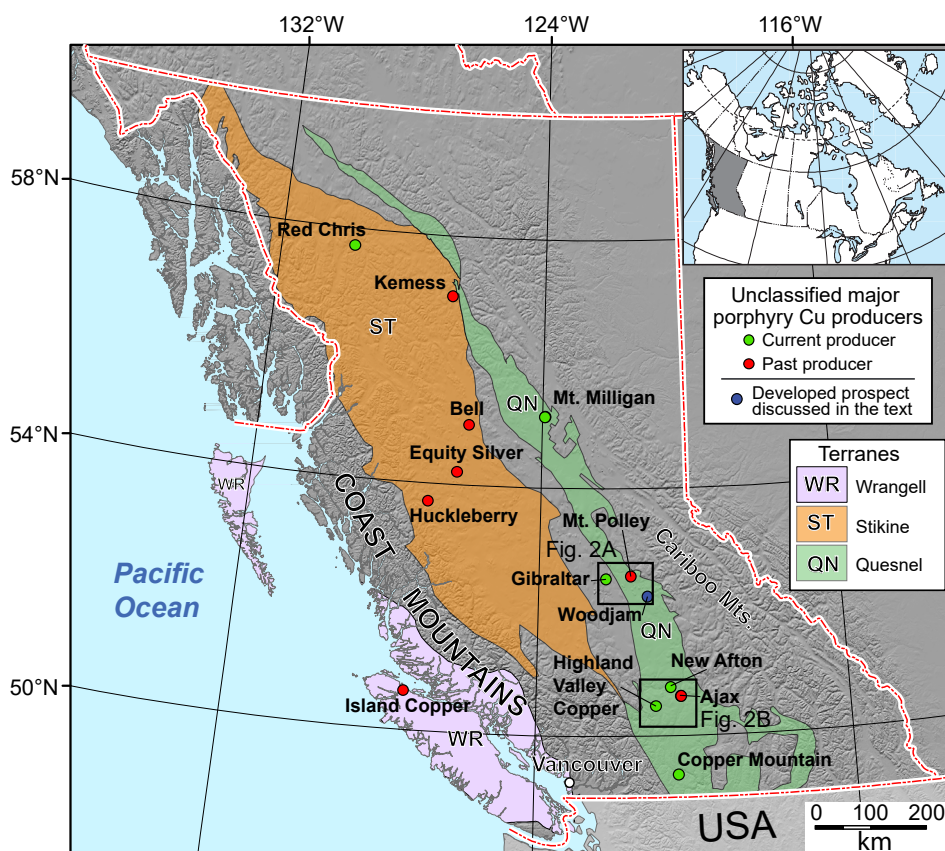 132°W
124°W
116°W
58°N
54°N
50°N
Red Chris
Kemess
ST
Bell
QN
Mt. Milligan
Equity Silver
Huckleberry
WR
COAST MOUNTAINS
Mt. Polley
Fig. 2A
Gibraltar
Cariboo Mts.
Woodjam
QN
Pacific
Ocean
Highland
Valley
Copper
New Afton
Ajax
Fig. 2B
Island Copper
WR
Vancouver
Copper Mountain
USA
0 100 200
km
Unclassified major
porphyry Cu producers
Current producer
Past producer
Developed prospect
discussed in the text
Terranes
WR Wrangell
ST Stikine
QN Quesnel